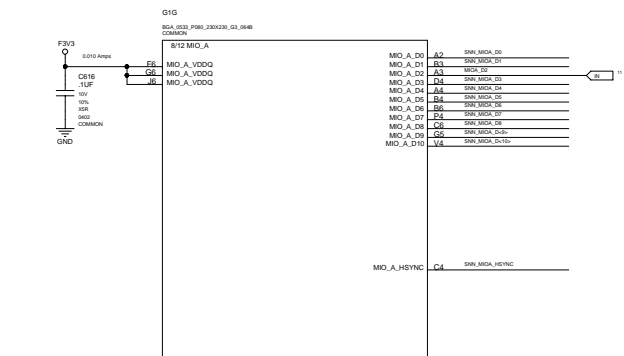 G1G
BGA_0533_P080_230X230_G3_064B
COMMON
8/12 MIO_A
F3V3
0.010 Amps
F6 MIO_A_VDDQ
G6 MIO_A_VDDQ
J6 MIO_A_VDDQ
C616
.1UF
10V
10%
X5R
0402
COMMON
GND
MIO_A_D0 A2 SNN_MIOA_D0
MIO_A_D1 B3 SNN_MIOA_D1
MIO_A_D2 A3 MIOA_D2 IN 11
MIO_A_D3 D4 SNN_MIOA_D3
MIO_A_D4 A4 SNN_MIOA_D4
MIO_A_D5 B4 SNN_MIOA_D5
MIO_A_D6 B6 SNN_MIOA_D6
MIO_A_D7 P4 SNN_MIOA_D7
MIO_A_D8 C6 SNN_MIOA_D8
MIO_A_D9 G5 SNN_MIOA_D<9>
MIO_A_D10 V4 SNN_MIOA_D<10>
MIO_A_HSYNC C4 SNN_MIOA_HSYNC